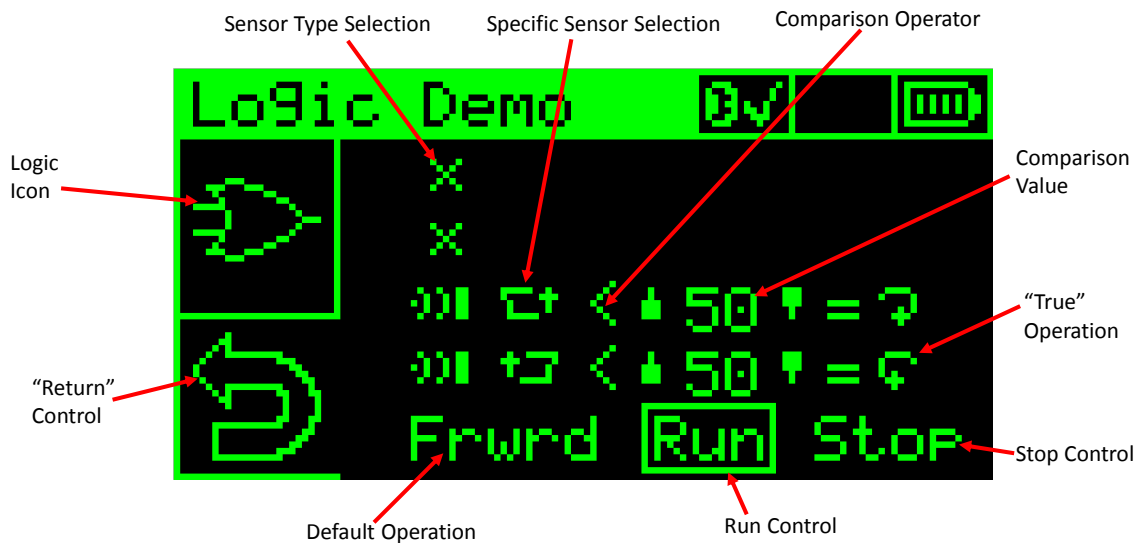 Sensor Type Selection
Specific Sensor Selection
Comparison Operator
Logic Demo
Logic
Icon
Comparison
Value
X
X
< 50 =
< 50 =
"True"
Operation
"Return"
Control
Frwrd Run Stop
Stop Control
Default Operation
Run Control